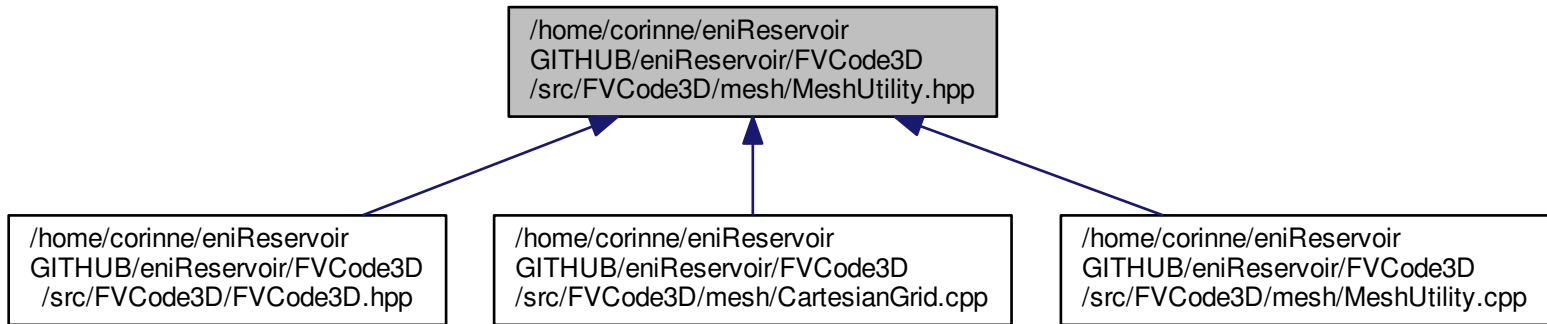 /home/corinne/eniReservoir
GITHUB/eniReservoir/FVCode3D
/src/FVCode3D/mesh/MeshUtility.hpp
/home/corinne/eniReservoir
GITHUB/eniReservoir/FVCode3D
/src/FVCode3D/FVCode3D.hpp
/home/corinne/eniReservoir
GITHUB/eniReservoir/FVCode3D
/src/FVCode3D/mesh/CartesianGrid.cpp
/home/corinne/eniReservoir
GITHUB/eniReservoir/FVCode3D
/src/FVCode3D/mesh/MeshUtility.cpp